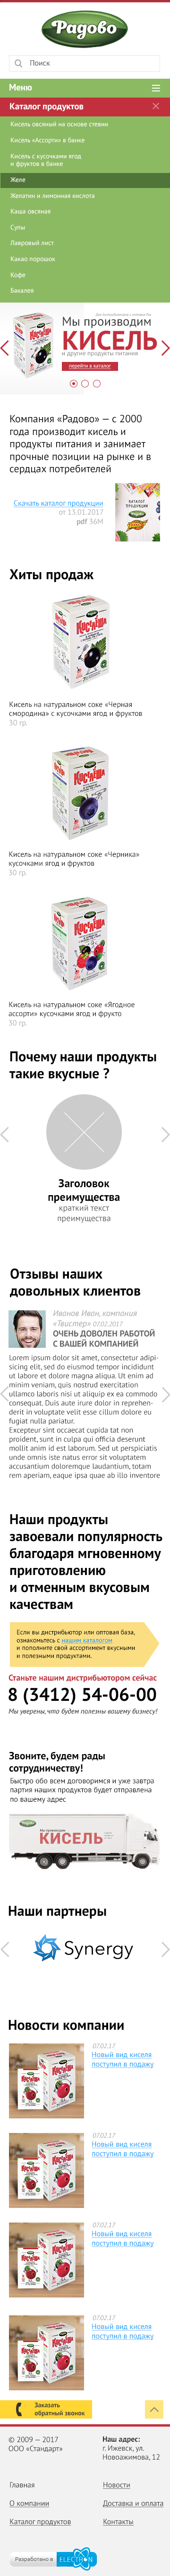 Радово
Поиск
Меню
Каталог продуктов
Кисель овсяный на основе стевии
Кисель «Ассорти» в банке
Кисель с кусочками ягод
и фруктов в банке
Желе
Желатин и лимонная кислота
Каша овсяная
Супы
Лавровый лист
Какао порошок
Кофе
Бакалея
Мы производим
КИСЕЛЬ
и другие продукты питания
перейти в каталог
Компания «Радово» — с 2000
года производит кисель и
продукты питания и занимает
прочные позиции на рынке и в
сердцах потребителей
Скачать каталог продукции
от 13.01.2017
pdf 36М
КАТАЛОГ
ПРОДУКЦИИ
Хиты продаж
Кисель на натуральном соке «Черная
смородина» с кусочками ягод и фруктов
30 гр.
Кисель на натуральном соке «Черника»
кусочками ягод и фруктов
30 гр.
Кисель на натуральном соке «Ягодное
ассорти» кусочками ягод и фрукто
30 гр.
Почему наши продукты
такие вкусные ?
Заголовок
преимущества
краткий текст
преимущества
Отзывы наших
довольных клиентов
Иванов Иван, компания
«Твистер» 07.02.2017
ОЧЕНЬ ДОВОЛЕН РАБОТОЙ
С ВАШЕЙ КОМПАНИЕЙ
Lorem ipsum dolor sit amet, consectetur adipi-
sicing elit, sed do eiusmod tempor incididunt
ut labore et dolore magna aliqua. Ut enim ad
minim veniam, quis nostrud exercitation
ullamco laboris nisi ut aliquip ex ea commodo
consequat. Duis aute irure dolor in reprehen-
derit in voluptate velit esse cillum dolore eu
fugiat nulla pariatur.
Excepteur sint occaecat cupida tat non
proident, sunt in culpa qui officia deserunt
mollit anim id est laborum. Sed ut perspiciatis
unde omnis iste natus error sit voluptatem
accusantium doloremque laudantium, totam
rem aperiam, eaque ipsa quae ab illo inventore
Наши продукты
завоевали популярность
благодаря мгновенному
приготовлению
и отменным вкусовым
качествам
Если вы дистрибьютор или оптовая база,
ознакомьтесь с нашим каталогом
и пополните свой ассортимент вкусными
и полезными продуктами.
Станьте нашим дистрибьютором сейчас
8 (3412) 54-06-00
Мы уверены, что будем полезны вашему бизнесу!
Звоните, будем рады
сотрудничеству!
Быстро обо всем договоримся и уже завтра
партия наших продуктов будет отправлена
по вашему адресу
КИСЕЛЬ
Наши партнеры
Synergy
Новости компании
07.02.17
Новый вид киселя
поступил в подажу
07.02.17
Новый вид киселя
поступил в подажу
07.02.17
Новый вид киселя
поступил в подажу
07.02.17
Новый вид киселя
поступил в подажу
Заказать
обратный звонок
© 2009 — 2017
ООО «Стандарт»
Наш адрес:
г. Ижевск, ул.
Новоажимова, 12
Главная
Новости
О компании
Доставка и оплата
Каталог продуктов
Контакты
Разработано в ELECTRON